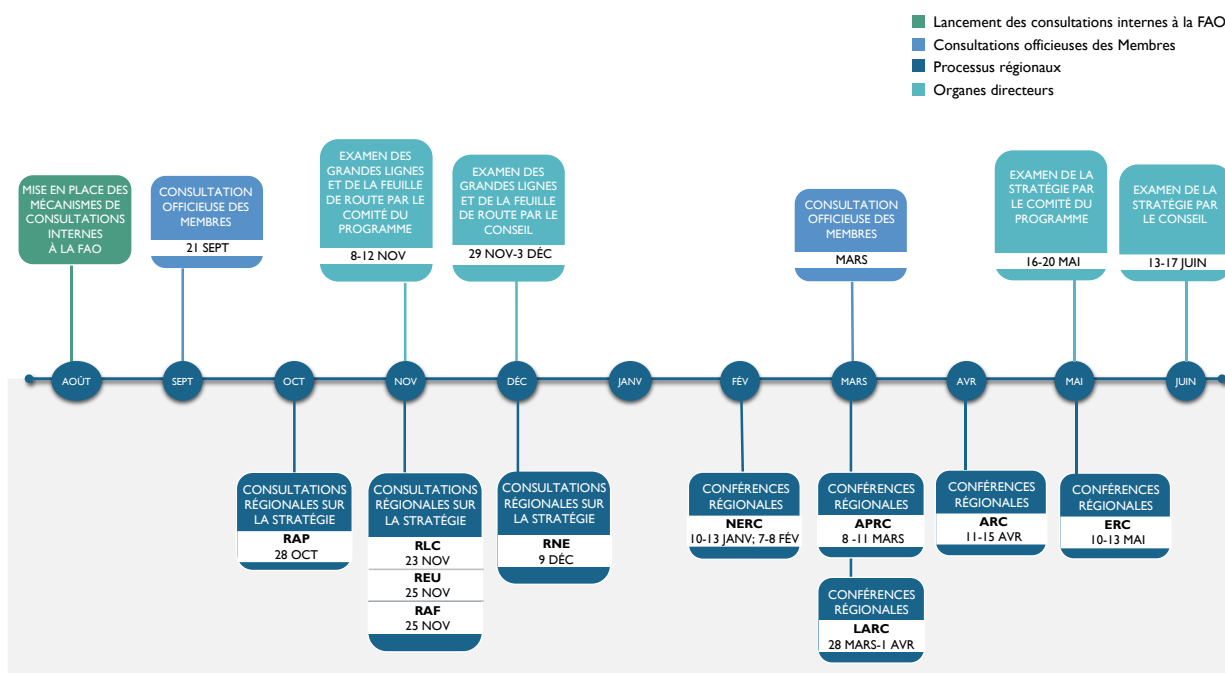 Lancement des consultations internes à la FAO
Consultations officieuses des Membres
Processus régionaux
Organes directeurs
MISE EN PLACE DES
MÉCANISMES DE
CONSULTATIONS
INTERNES
À LA FAO
CONSULTATION
OFFICIEUSE DES
MEMBRES
21 SEPT
EXAMEN DES
GRANDES LIGNES
ET DE LA FEUILLE
DE ROUTE PAR LE
COMITÉ DU
PROGRAMME
8-12 NOV
EXAMEN DES
GRANDES LIGNES
ET DE LA FEUILLE
DE ROUTE PAR LE
CONSEIL
29 NOV-3 DÉC
CONSULTATION
OFFICIEUSE DES
MEMBRES
MARS
EXAMEN DE LA
STRATÉGIE PAR
LE COMITÉ DU
PROGRAMME
16-20 MAI
EXAMEN DE LA
STRATÉGIE PAR
LE CONSEIL
13-17 JUIN
AOÛT
SEPT
OCT
NOV
DÉC
JANV
FÉV
MARS
AVR
MAI
JUIN
CONSULTATIONS
RÉGIONALES SUR
LA STRATÉGIE
RAP
28 OCT
CONSULTATIONS
RÉGIONALES SUR
LA STRATÉGIE
RLC
23 NOV
REU
25 NOV
RAF
25 NOV
CONSULTATIONS
RÉGIONALES SUR
LA STRATÉGIE
RNE
9 DÉC
CONFÉRENCES
RÉGIONALES
NERC
10-13 JANV; 7-8 FÉV
CONFÉRENCES
RÉGIONALES
APRC
8 -11 MARS
CONFÉRENCES
RÉGIONALES
LARC
28 MARS-1 AVR
CONFÉRENCES
RÉGIONALES
ARC
11-15 AVR
CONFÉRENCES
RÉGIONALES
ERC
10-13 MAI